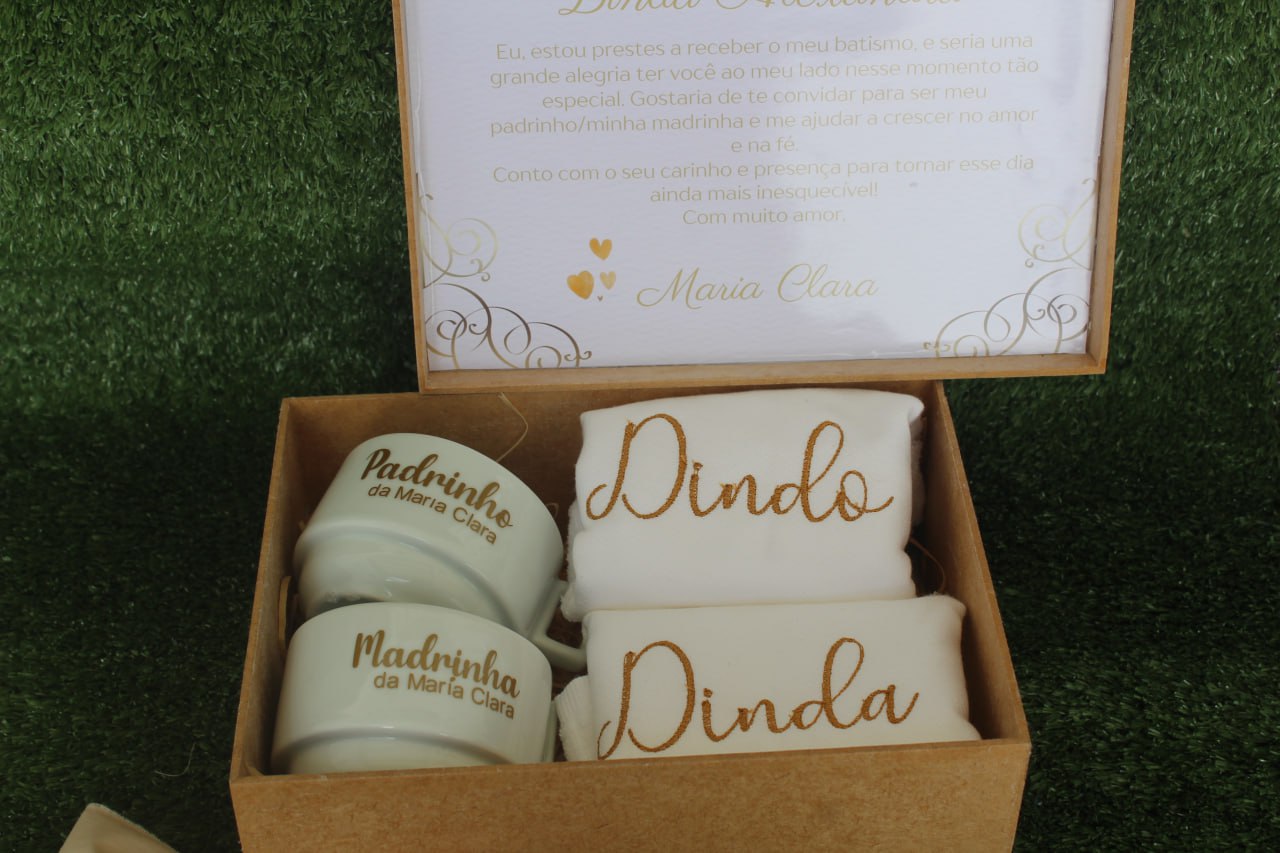 Dinda
Eu, estou prestes a receber o meu batismo, e seria uma
grande alegria ter você ao meu lado nesse momento tão
especial. Gostaria de te convidar para ser meu
padrinho/minha madrinha e me ajudar a crescer no amor
e na fé.
Conto com o seu carinho e presença para tornar esse dia
ainda mais inesquecível!
Com muito amor,
Maria Clara
Padrinho
da Maria Clara
Dindo
Madrinha
da Maria Clara
Dinda